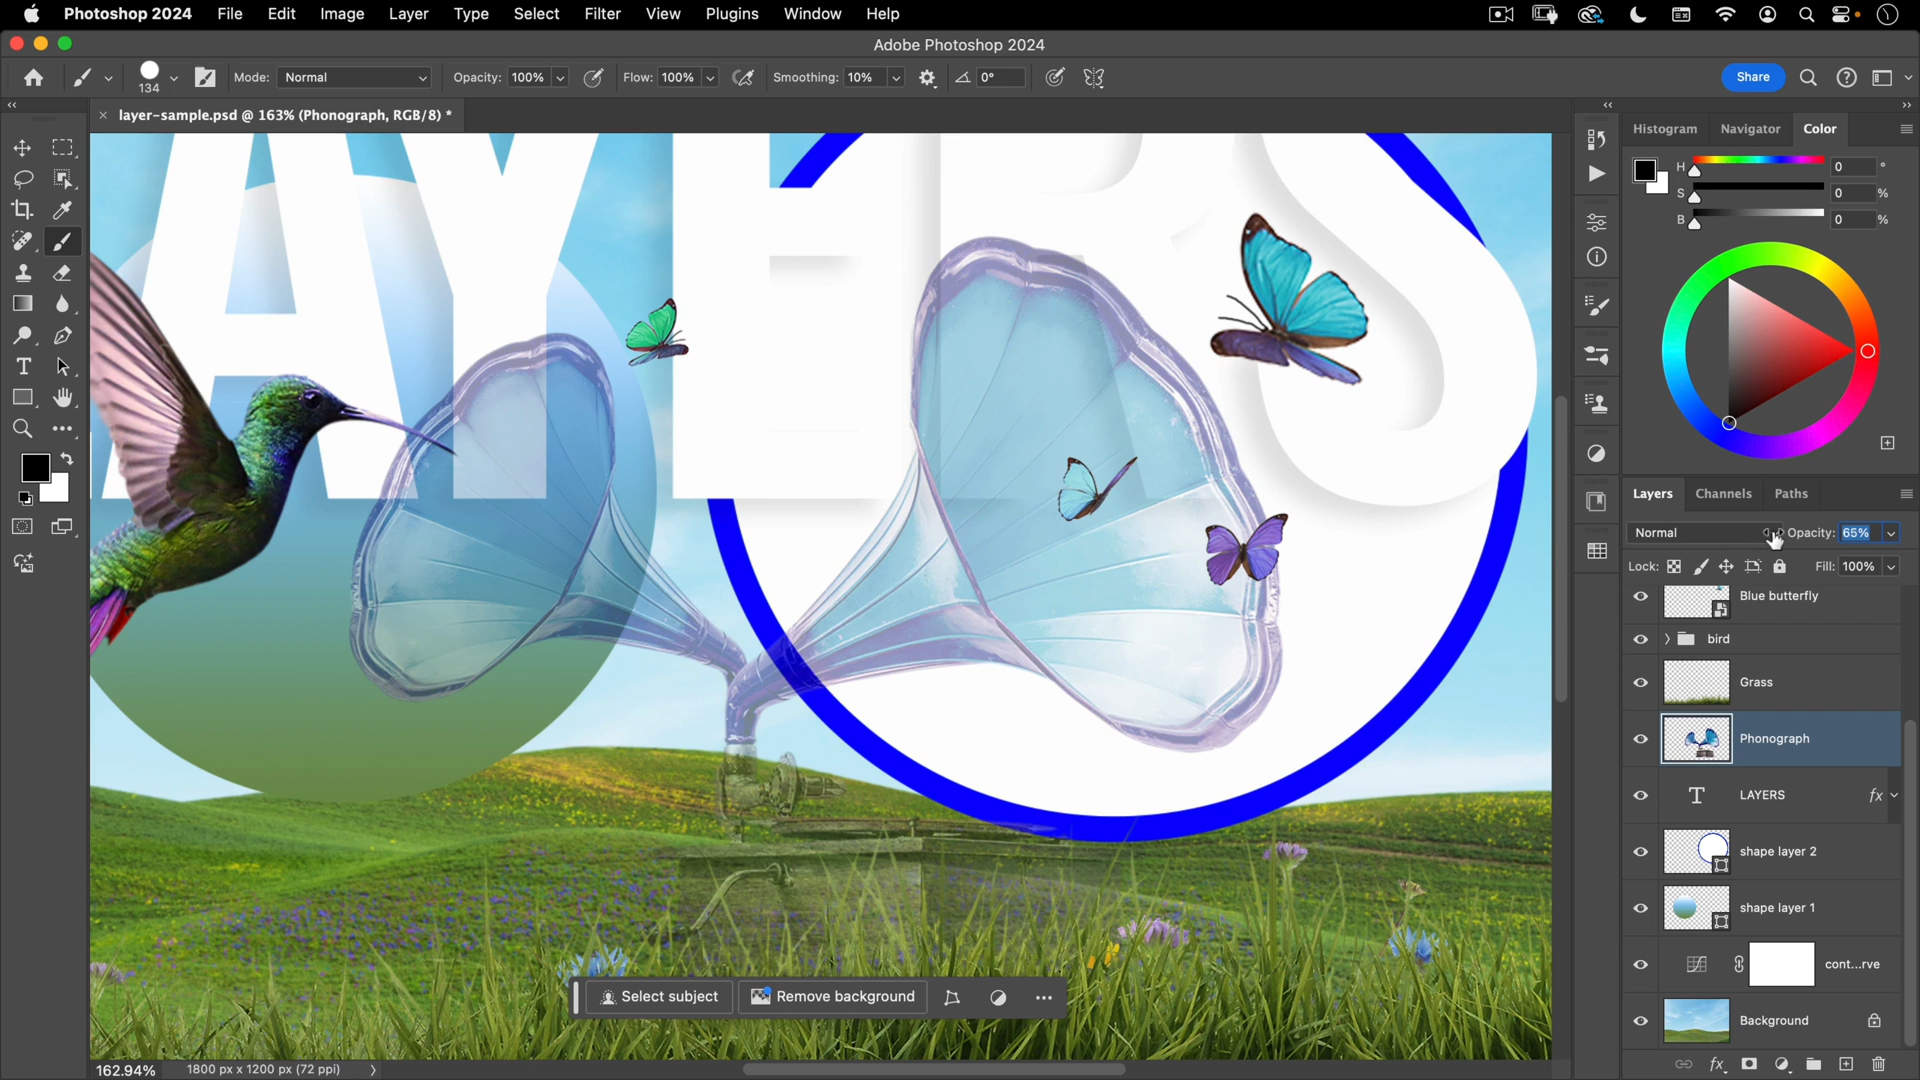 Photoshop 2024 File Edit Image Layer Type Select Filter View Plugins Window Help
Adobe Photoshop 2024
134 Mode: Normal Opacity: 100% Flow: 100% Smoothing: 10% 0° Share
layer-sample.psd @ 163% (Phonograph, RGB/8) *
Histogram Navigator Color
H 0 °
S 0 %
B 0 %
LAYERS
Layers Channels Paths
Normal Opacity: 65%
Lock: Fill: 100%
Blue butterfly
bird
Grass
Phonograph
T LAYERS fx
shape layer 2
shape layer 1
cont...rve
Background
Select subject Remove background
162.94% 1800 px x 1200 px (72 ppi)
fx